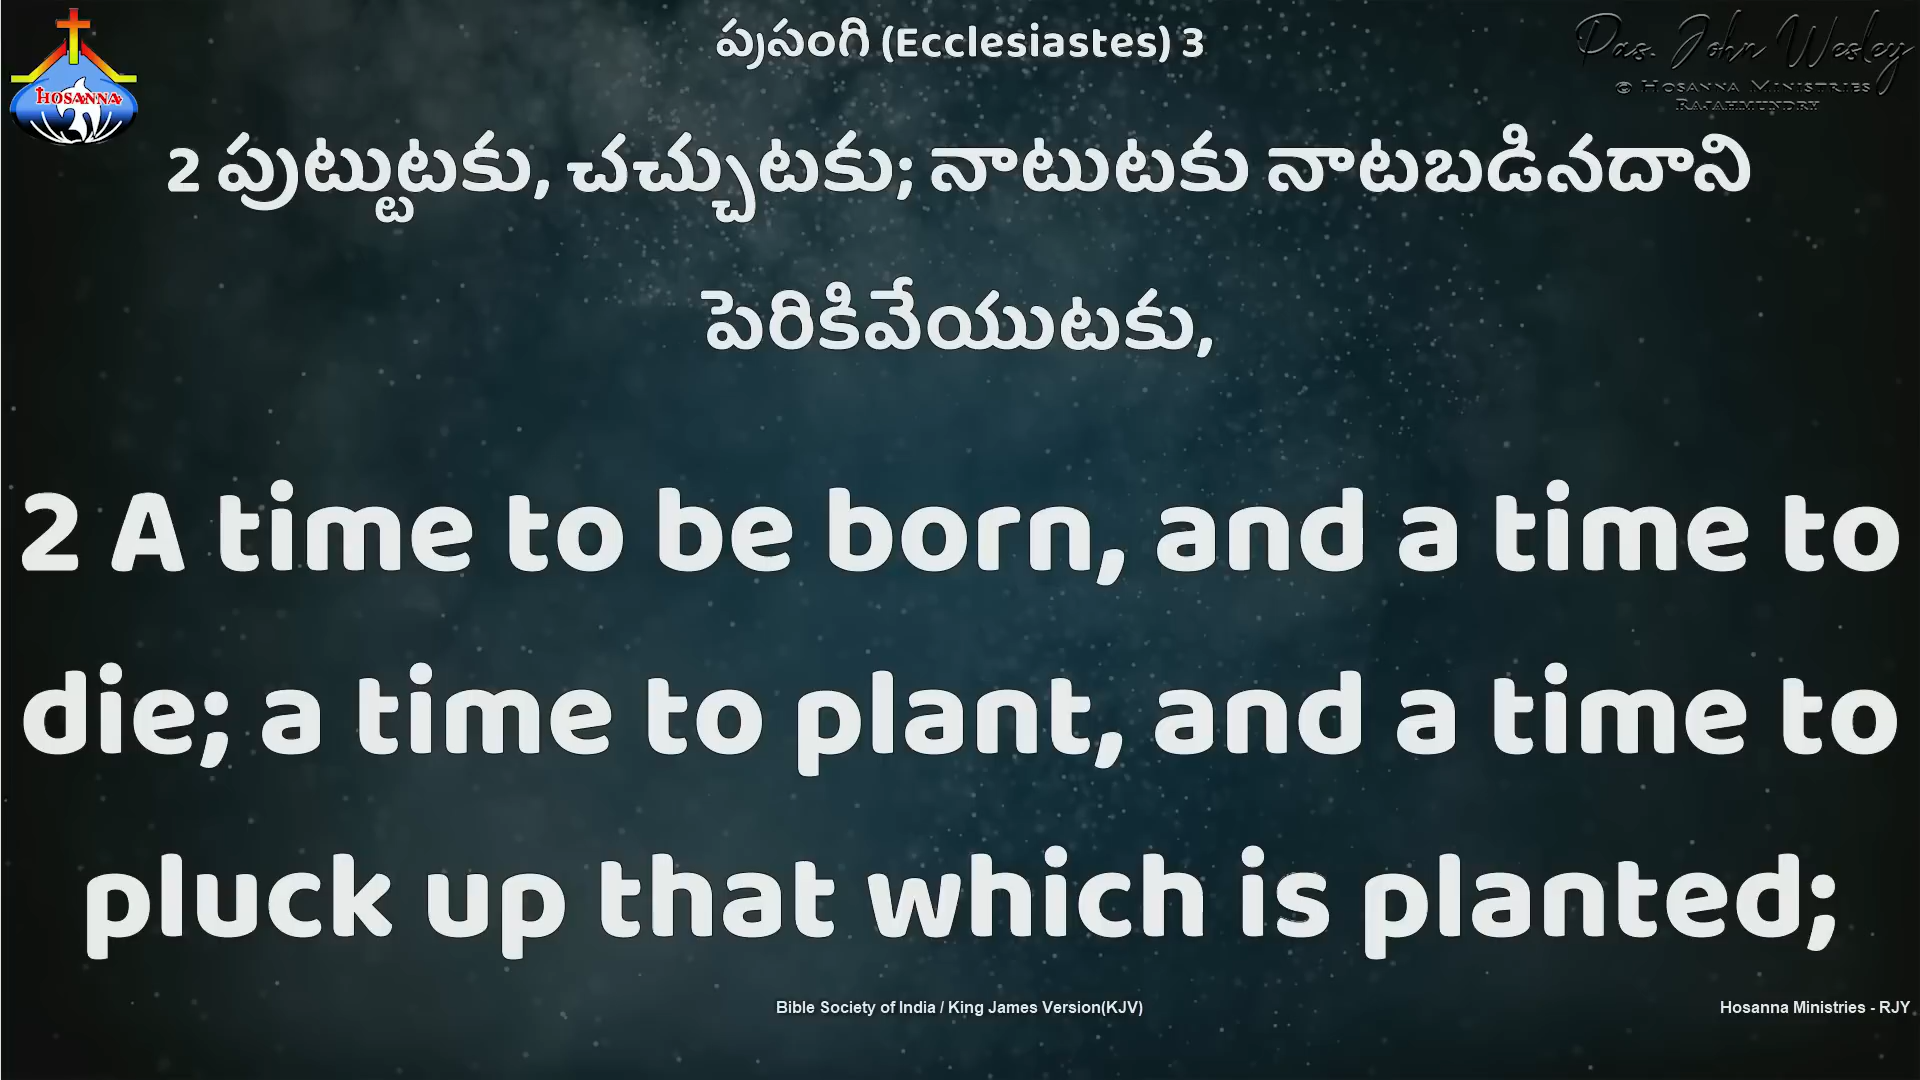 HOSANNA
ప్రసంగి (Ecclesiastes) 3
Pas. John Wesley
© HOSANNA MINISTRIES
RAJAHMUNDRY
2 పుట్టుటకు, చచ్చుటకు; నాటుటకు నాటబడినదాని
పెరికివేయుటకు,
2 A time to be born, and a time to
die; a time to plant, and a time to
pluck up that which is planted;
Bible Society of India / King James Version(KJV)
Hosanna Ministries - RJY